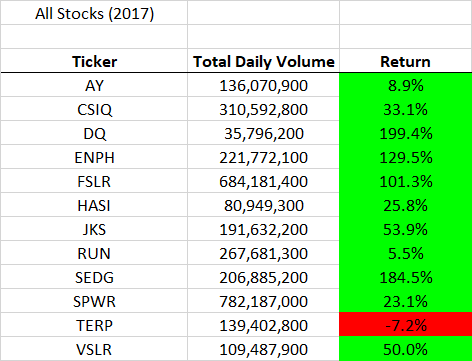 All Stocks (2017)
Ticker Total Daily Volume Return
AY 136,070,900 8.9%
CSIQ 310,592,800 33.1%
DQ 35,796,200 199.4%
ENPH 221,772,100 129.5%
FSLR 684,181,400 101.3%
HASI 80,949,300 25.8%
JKS 191,632,200 53.9%
RUN 267,681,300 5.5%
SEDG 206,885,200 184.5%
SPWR 782,187,000 23.1%
TERP 139,402,800 -7.2%
VSLR 109,487,900 50.0%